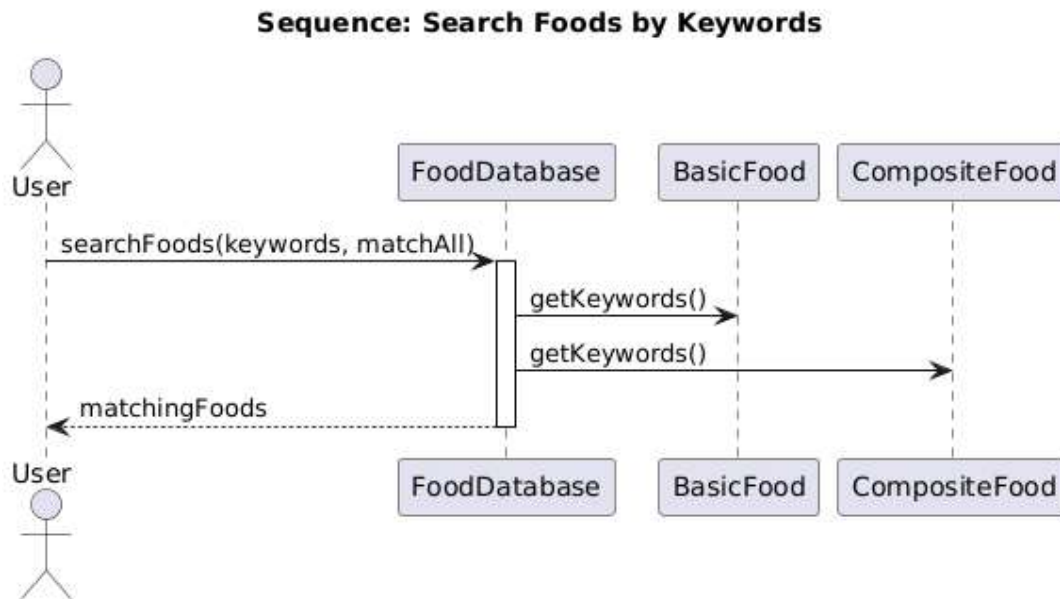 Sequence: Search Foods by Keywords
User
FoodDatabase
BasicFood
CompositeFood
searchFoods(keywords, matchAll)
getKeywords()
getKeywords()
matchingFoods
User
FoodDatabase
BasicFood
CompositeFood